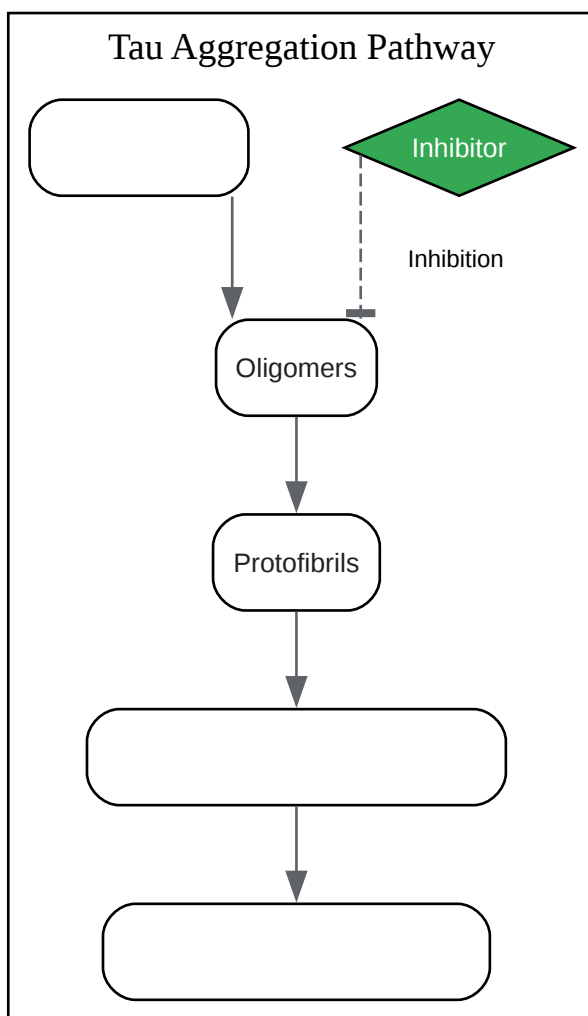 Tau Aggregation Pathway
Inhibitor
Inhibition
Oligomers
Protofibrils